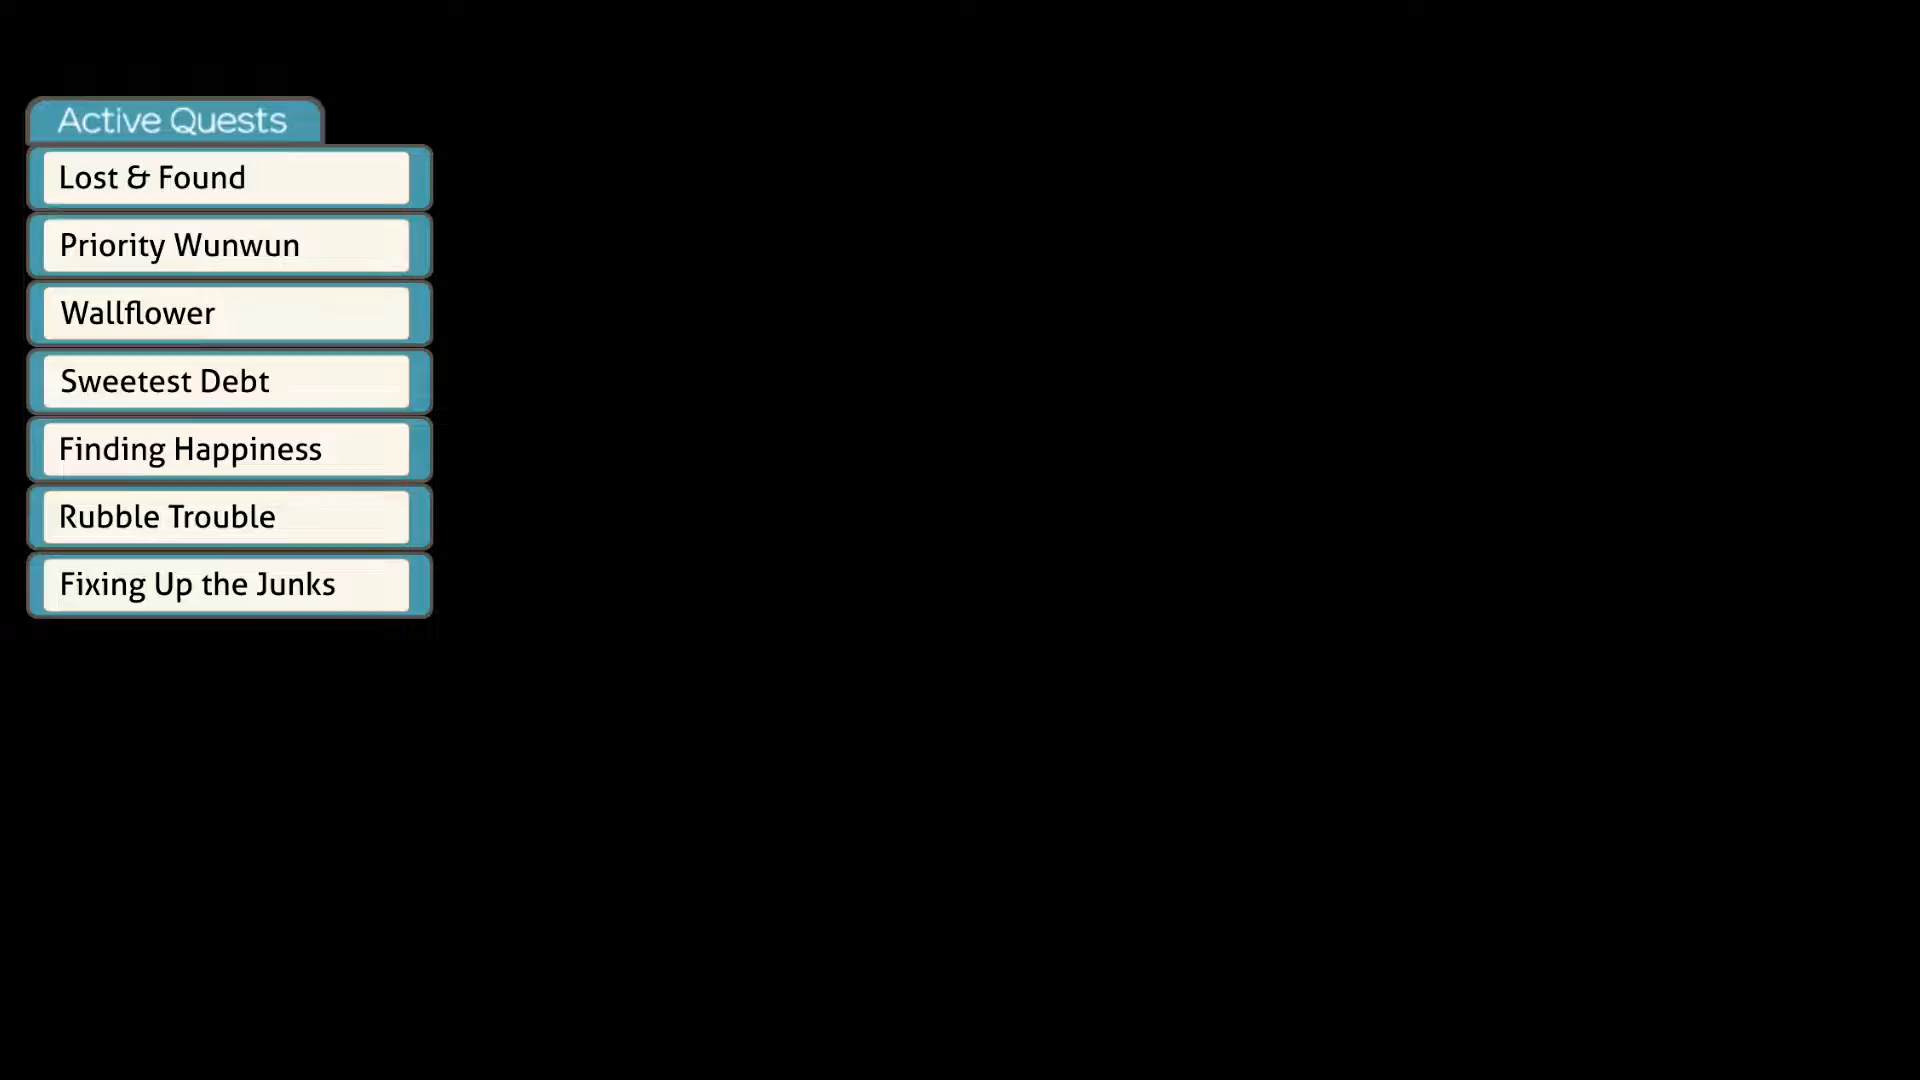 Active Quests
Lost & Found
Priority Wunwun
Wallflower
Sweetest Debt
Finding Happiness
Rubble Trouble
Fixing Up the Junks